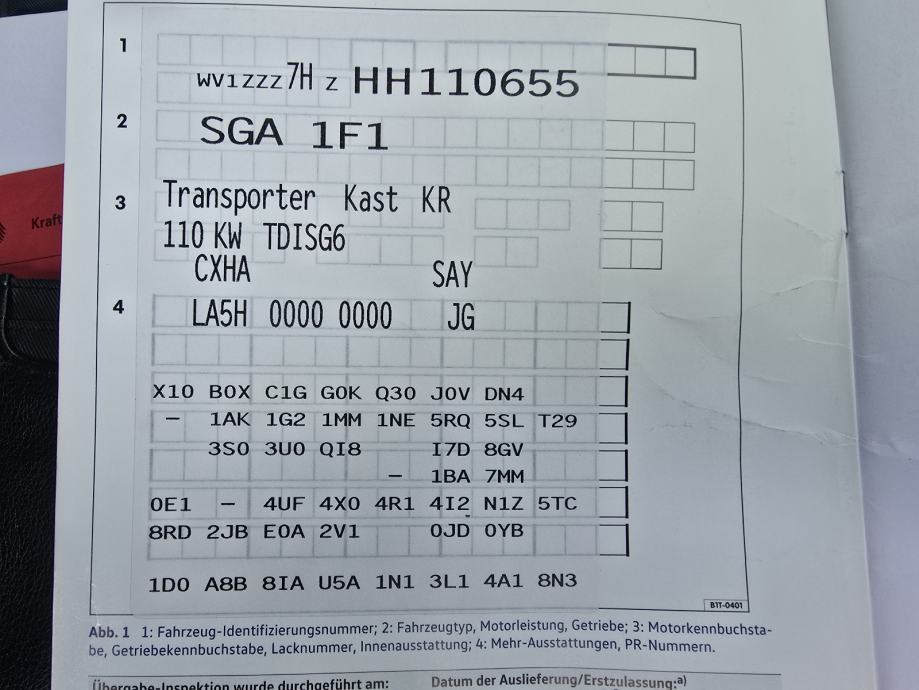 1
WV1ZZZ7H Z HH110655
2
SGA 1F1
3
Transporter Kast KR
110 KW TDISG6
CXHA SAY
4
LA5H 0000 0000 JG
Kraft
X10 B0X C1G G0K Q30 J0V DN4
- 1AK 1G2 1MM 1NE 5RQ 5SL T29
3S0 3U0 QI8 I7D 8GV
- 1BA 7MM
0E1 - 4UF 4X0 4R1 4I2 N1Z 5TC
8RD 2JB E0A 2V1 0JD 0YB
1D0 A8B 8IA U5A 1N1 3L1 4A1 8N3
B1T-0401
Abb. 1 1: Fahrzeug-Identifizierungsnummer; 2: Fahrzeugtyp, Motorleistung, Getriebe; 3: Motorkennbuchsta-
be, Getriebekennbuchstabe, Lacknummer, Innenausstattung; 4: Mehr-Ausstattungen, PR-Nummern.
Übergabe-Inspektion wurde durchgeführt am: Datum der Auslieferung/Erstzulassung:a)